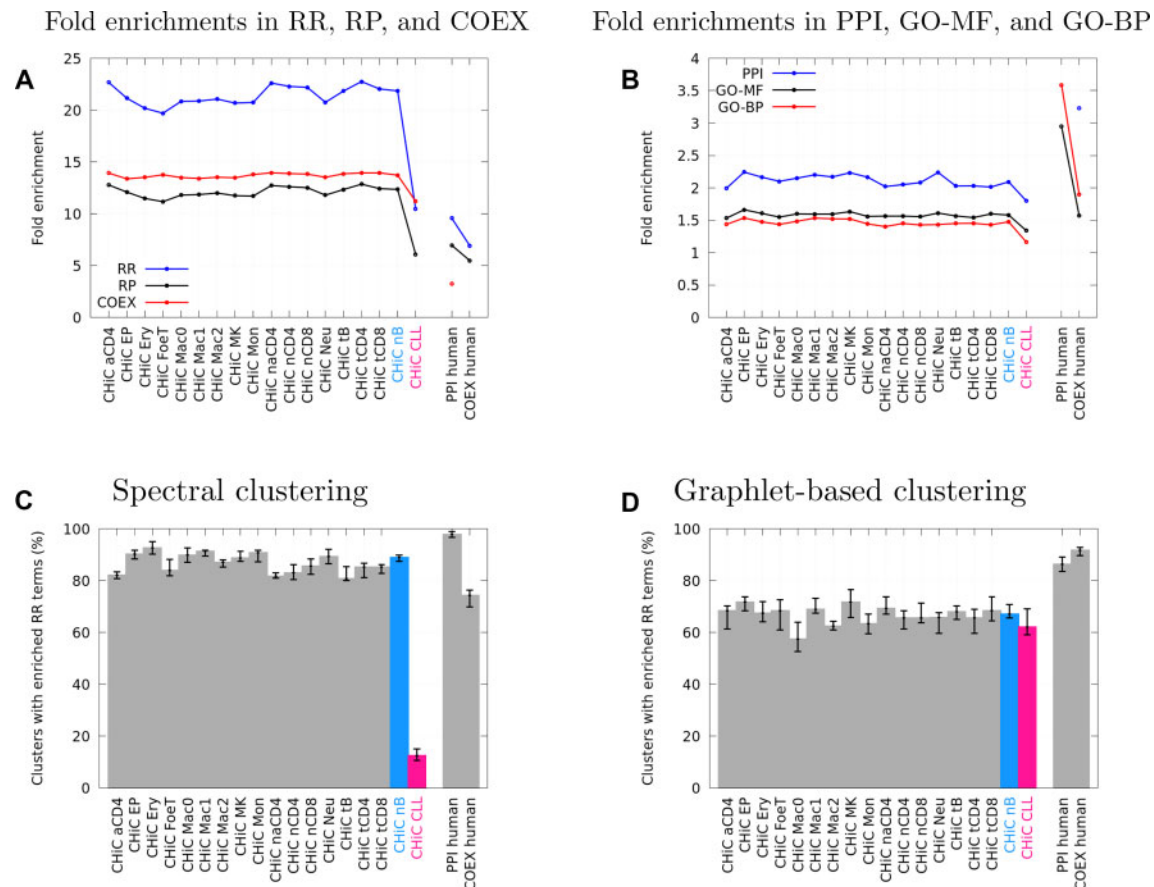 Fold enrichments in RR, RP, and COEX
A
Fold enrichment
25
20
15
10
5
0
RR
RP
COEX
CHiC aCD4
CHiC EP
CHiC Ery
CHiC FoeT
CHiC Mac0
CHiC Mac1
CHiC Mac2
CHiC MK
CHiC Mon
CHiC naCD4
CHiC nCD4
CHiC nCD8
CHiC Neu
CHiC tB
CHiC tCD4
CHiC tCD8
CHiC nB
CHiC CLL
PPI human
COEX human
Fold enrichments in PPI, GO-MF, and GO-BP
B
Fold enrichment
4
3.5
3
2.5
2
1.5
1
0.5
0
PPI
GO-MF
GO-BP
CHiC aCD4
CHiC EP
CHiC Ery
CHiC FoeT
CHiC Mac0
CHiC Mac1
CHiC Mac2
CHiC MK
CHiC Mon
CHiC naCD4
CHiC nCD4
CHiC nCD8
CHiC Neu
CHiC tB
CHiC tCD4
CHiC tCD8
CHiC nB
CHiC CLL
PPI human
COEX human
C
Spectral clustering
Clusters with enriched RR terms (%)
100
80
60
40
20
0
CHiC aCD4
CHiC EP
CHiC Ery
CHiC FoeT
CHiC Mac0
CHiC Mac1
CHiC Mac2
CHiC MK
CHiC Mon
CHiC naCD4
CHiC nCD4
CHiC nCD8
CHiC Neu
CHiC tB
CHiC tCD4
CHiC tCD8
CHiC nB
CHiC CLL
PPI human
COEX human
D
Graphlet-based clustering
Clusters with enriched RR terms (%)
100
80
60
40
20
0
CHiC aCD4
CHiC EP
CHiC Ery
CHiC FoeT
CHiC Mac0
CHiC Mac1
CHiC Mac2
CHiC MK
CHiC Mon
CHiC naCD4
CHiC nCD4
CHiC nCD8
CHiC Neu
CHiC tB
CHiC tCD4
CHiC tCD8
CHiC nB
CHiC CLL
PPI human
COEX human